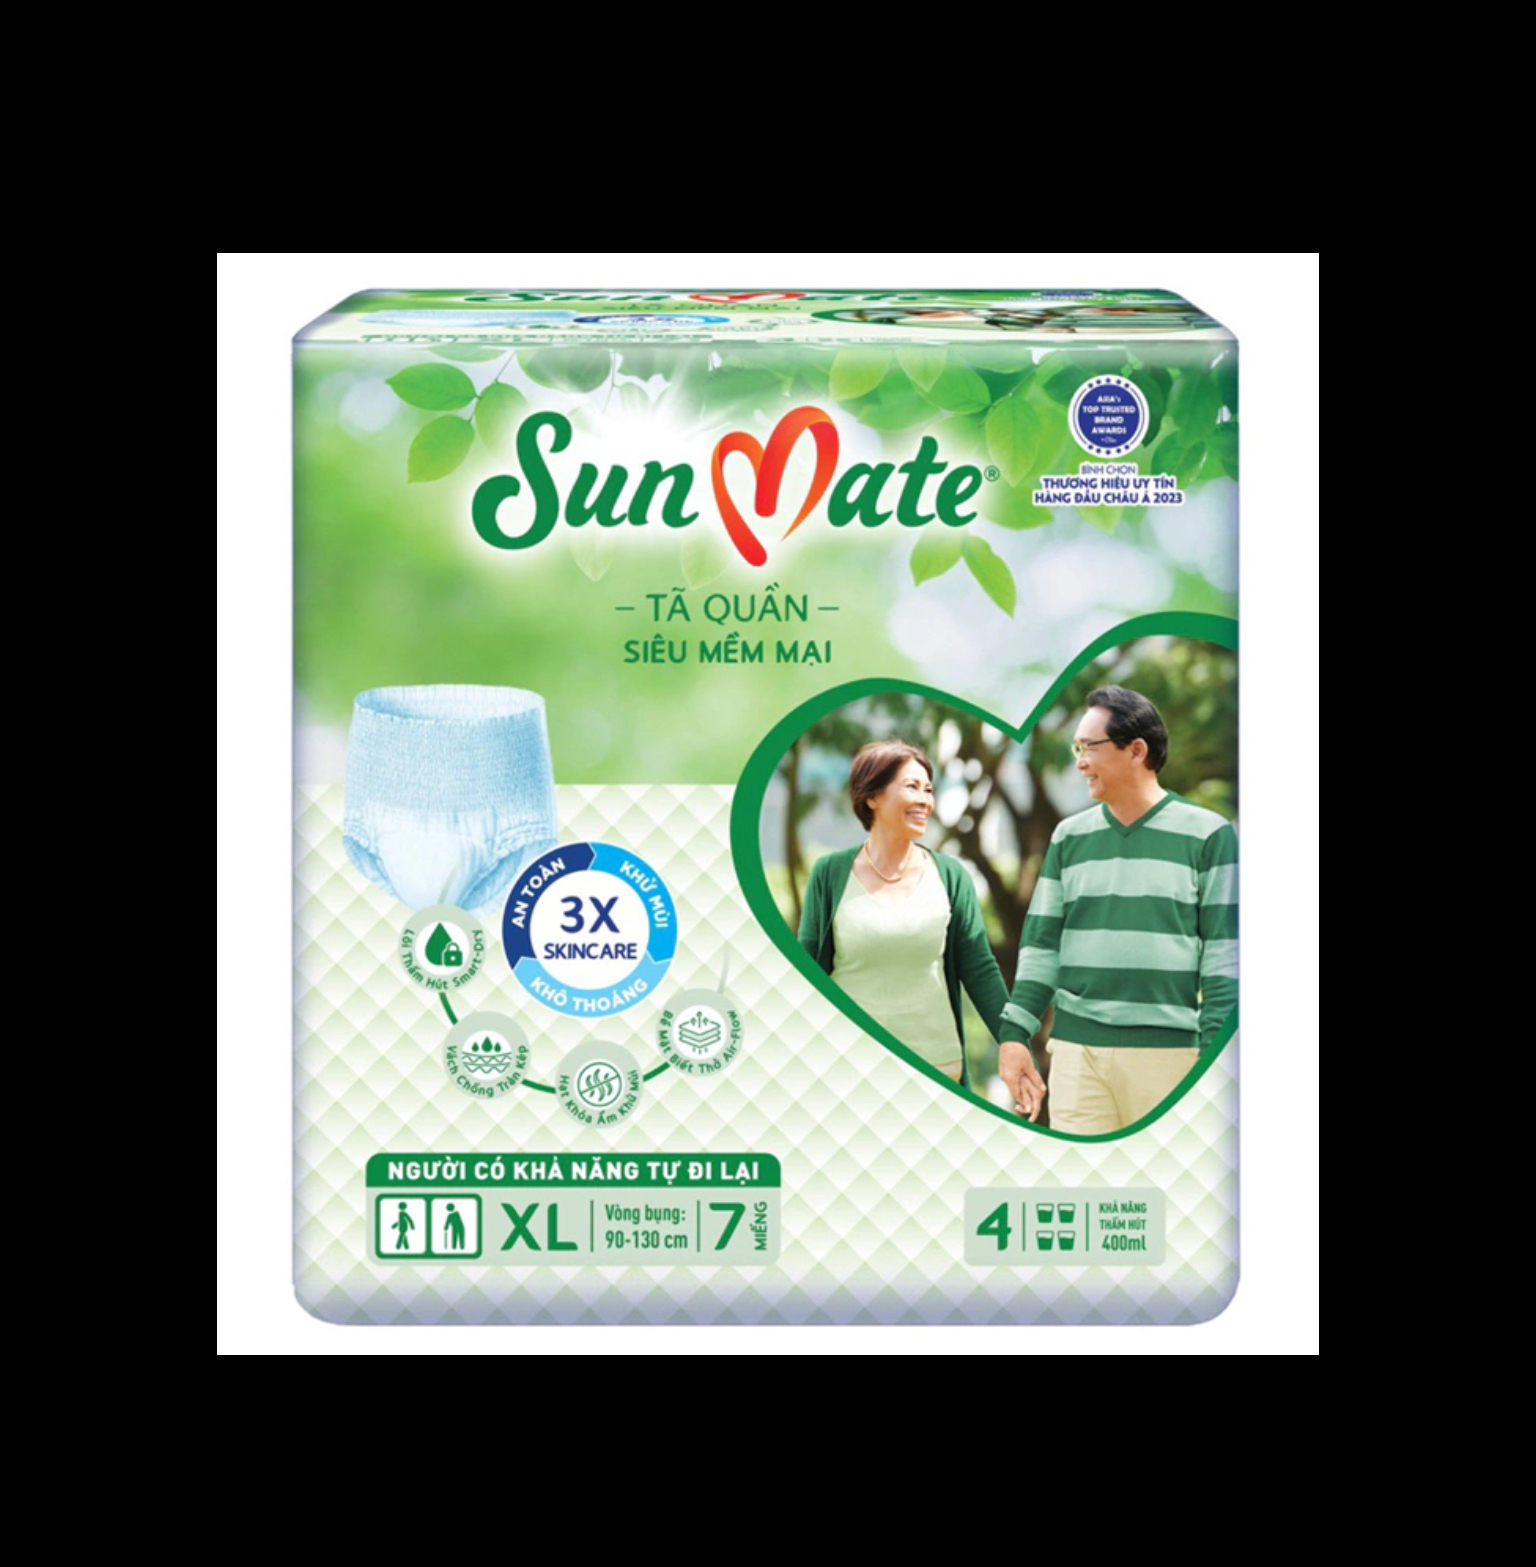 SunMate®
ASIA's
TOP TRUSTED
BRAND
AWARDS
BÌNH CHỌN
THƯƠNG HIỆU UY TÍN
HÀNG ĐẦU CHÂU Á 2023
– TÃ QUẦN –
SIÊU MỀM MẠI
AN TOÀN
KHỬ MÙI
3X
SKINCARE
KHÔ THOÁNG
Lõi Thấm Hút Smart-Dry
Vách Chống Tràn Kép
Hạt Khóa Ẩm Khử Mùi
Bề Mặt Biết Thở Air-Flow
NGƯỜI CÓ KHẢ NĂNG TỰ ĐI LẠI
XL
Vòng bụng:
90-130 cm
7 MIẾNG
4
KHẢ NĂNG
THẤM HÚT
400ml